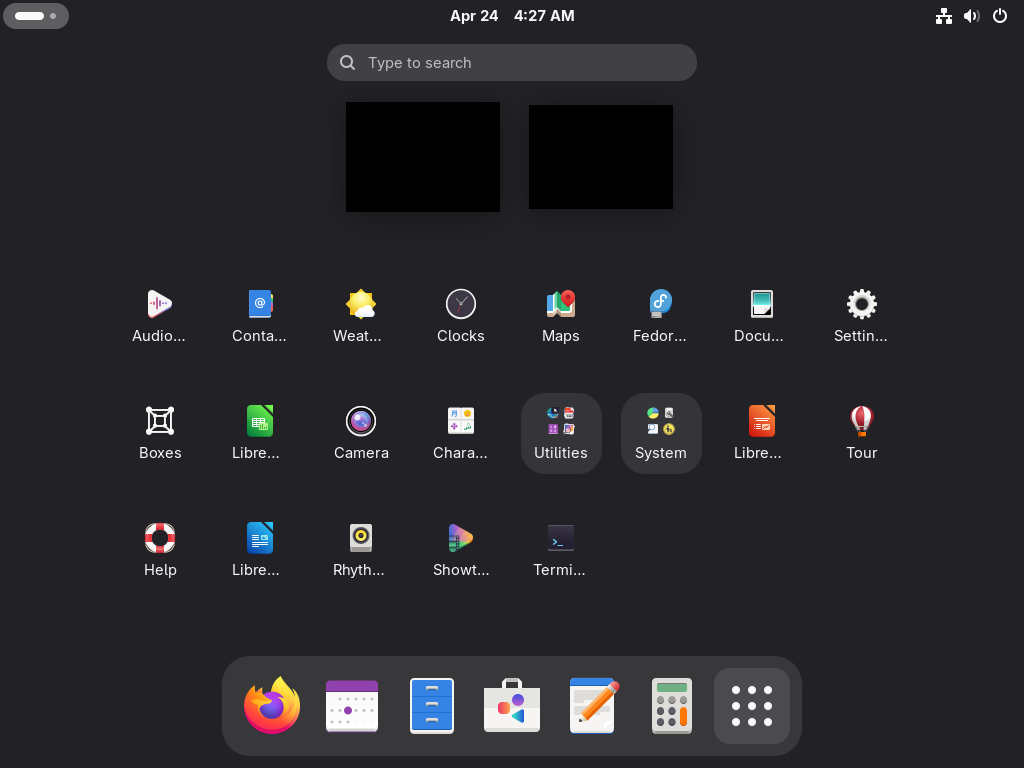 Apr 24 4:27 AM
Type to search
Audio...
Conta...
Weat...
Clocks
Maps
Fedor...
Docu...
Settin...
Boxes
Libre...
Camera
Chara...
Utilities
System
Libre...
Tour
Help
Libre...
Rhyth...
Showt...
Termi...